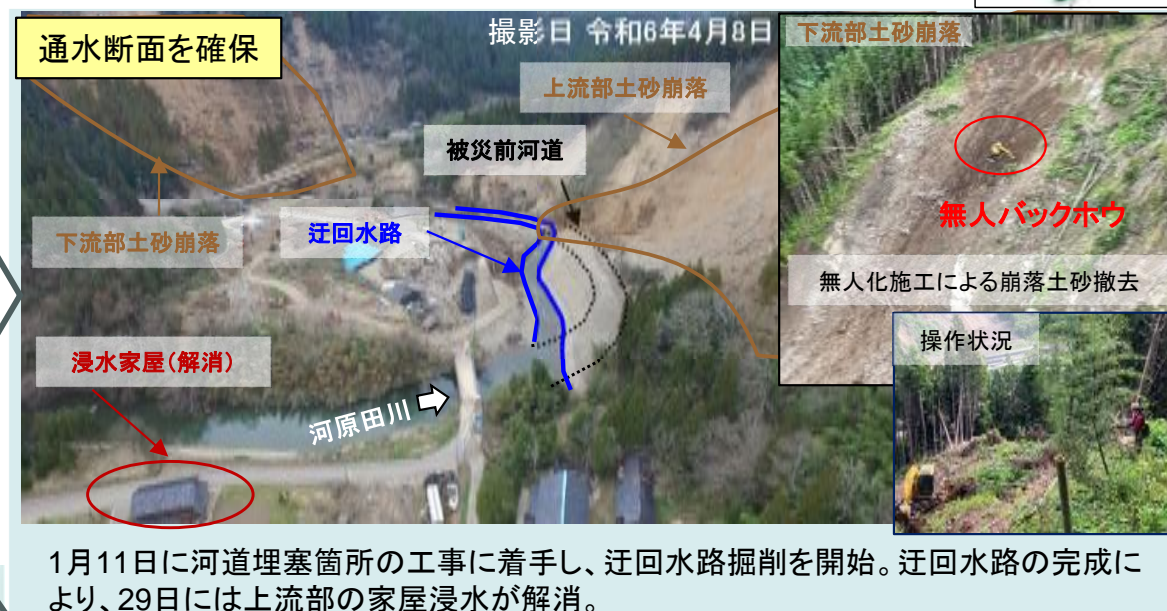 通水断面を確保
撮影日 令和6年4月8日
下流部土砂崩落
上流部土砂崩落
被災前河道
無人バックホウ
迂回水路
下流部土砂崩落
無人化施工による崩落土砂撤去
操作状況
浸水家屋(解消)
河原田川
1月11日に河道埋塞箇所の工事に着手し、迂回水路掘削を開始。迂回水路の完成に
より、29日には上流部の家屋浸水が解消。